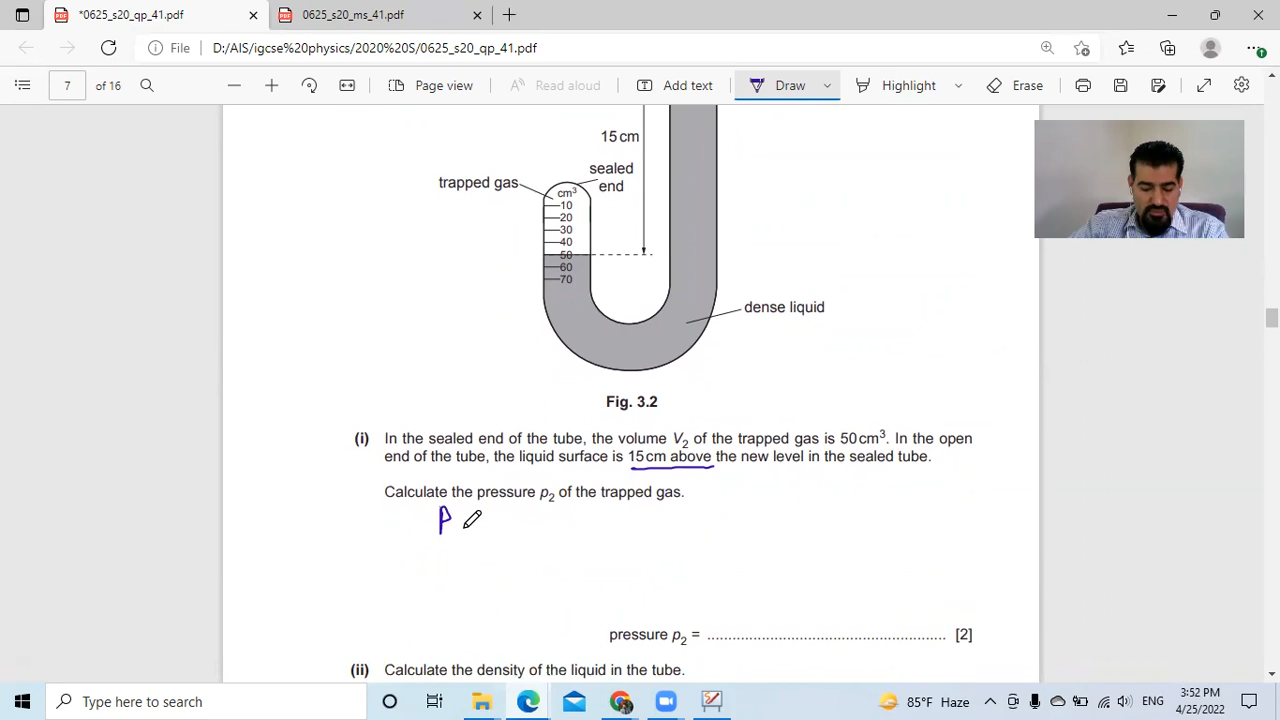 *0625_s20_qp_41.pdf
0625_s20_ms_41.pdf
File
D:/AIS/igcse%20physics/2020%20S/0625_s20_qp_41.pdf
7
of 16
Page view
Read aloud
Add text
Draw
Highlight
Erase
15 cm
sealed
end
trapped gas
cm³
10
20
30
40
50
60
70
dense liquid
Fig. 3.2
(i) In the sealed end of the tube, the volume V₂ of the trapped gas is 50 cm³. In the open
end of the tube, the liquid surface is 15 cm above the new level in the sealed tube.
Calculate the pressure p₂ of the trapped gas.
P
pressure p₂ = ......................................................... [2]
(ii) Calculate the density of the liquid in the tube.
Type here to search
85°F Haze
ENG
3:52 PM
4/25/2022